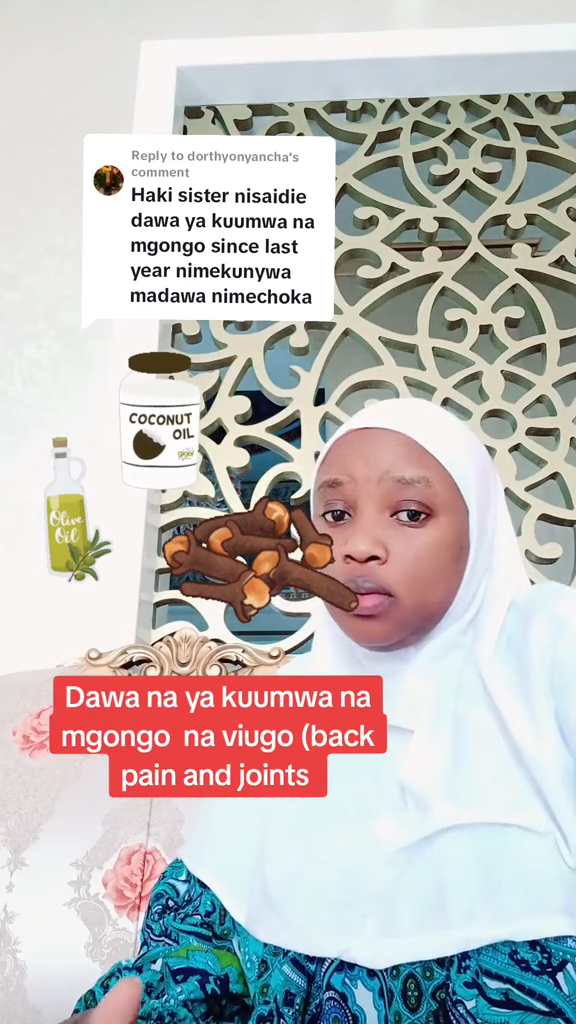 Reply to dorthyonyancha's
comment
Haki sister nisaidie
dawa ya kuumwa na
mgongo since last
year nimekunywa
madawa nimechoka
COCONUT
OIL
Olive
Oil
Dawa na ya kuumwa na
mgongo na viugo (back
pain and joints